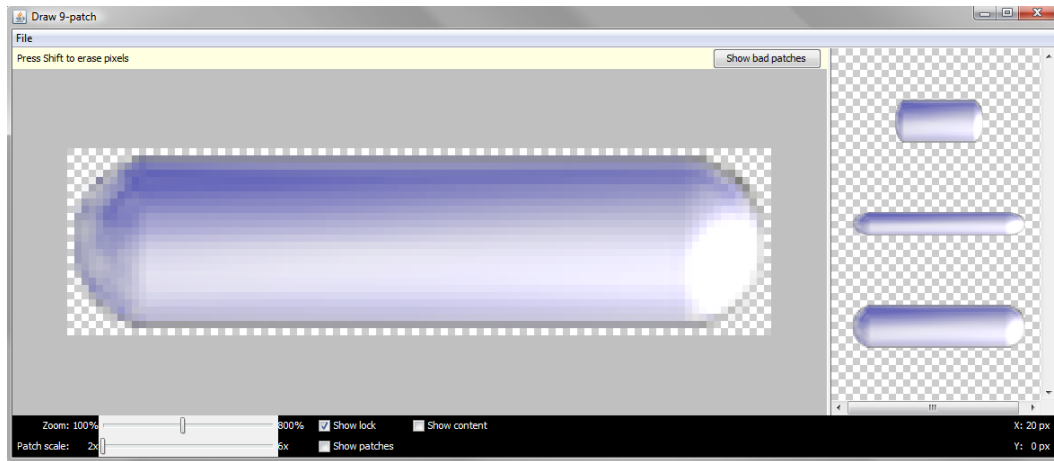 Draw 9-patch
File
Press Shift to erase pixels
Show bad patches
Zoom: 100% 800% Show lock Show content X: 20 px
Patch scale: 2x 6x Show patches Y: 0 px